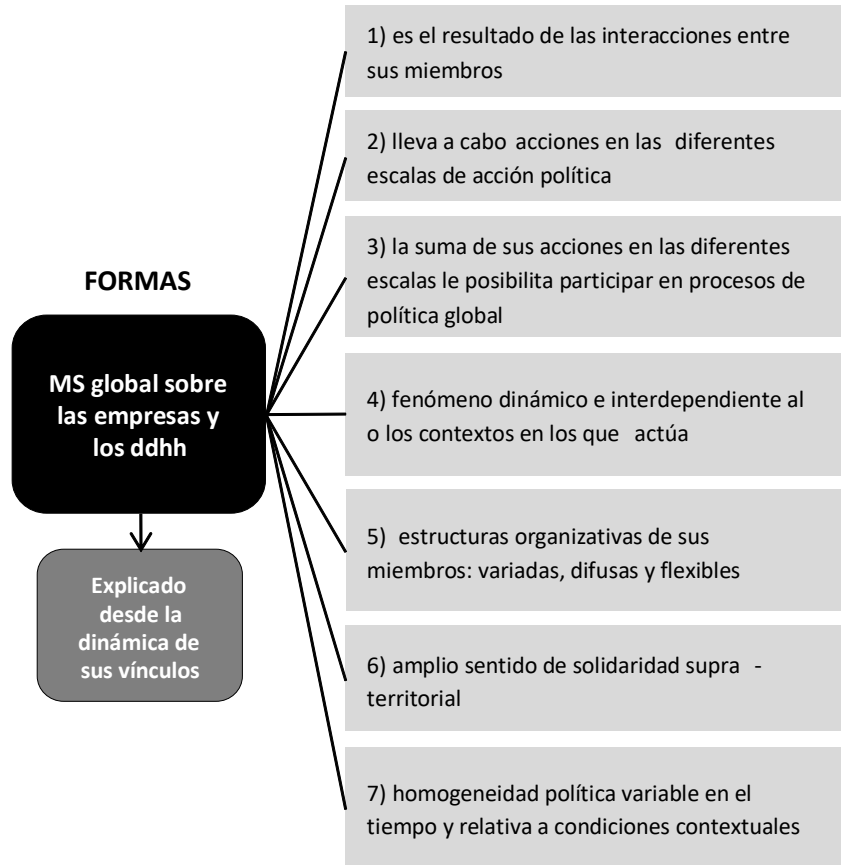 FORMAS
MS global sobre
las empresas y
los ddhh
Explicado
desde la
dinámica de
sus vínculos
1) es el resultado de las interacciones entre
sus miembros
2) lleva a cabo acciones en las diferentes
escalas de acción política
3) la suma de sus acciones en las diferentes
escalas le posibilita participar en procesos de
política global
4) fenómeno dinámico e interdependiente al
o los contextos en los que actúa
5) estructuras organizativas de sus
miembros: variadas, difusas y flexibles
6) amplio sentido de solidaridad supra -
territorial
7) homogeneidad política variable en el
tiempo y relativa a condiciones contextuales